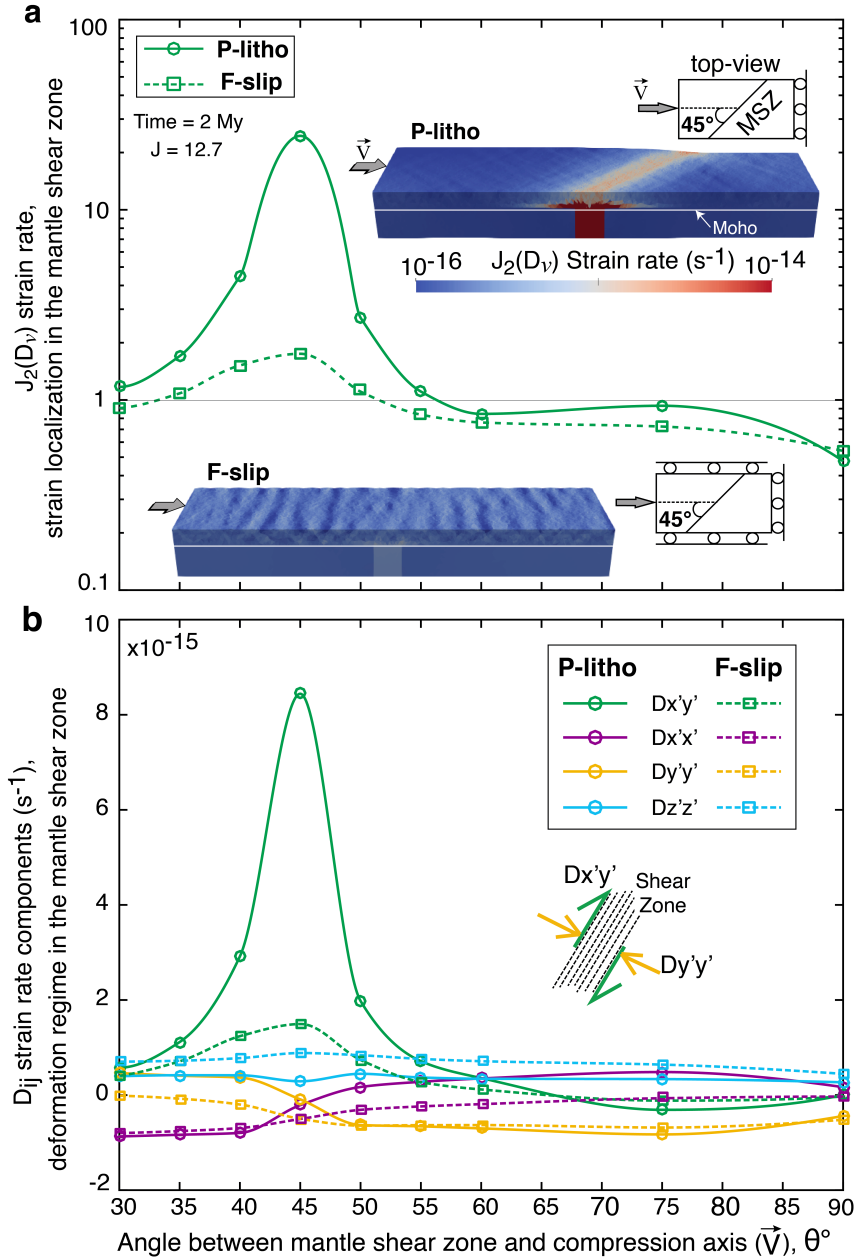 a
100
10
1
0.1
J₂(Dᵥ) strain rate,
strain localization in the mantle shear zone
P-litho
F-slip
Time = 2 My
J = 12.7
top-view
V
45°
MSZ
P-litho
V
Moho
10-16 J₂(Dᵥ) Strain rate (s-1) 10-14
F-slip
45°
b
10
8
6
4
2
0
-2
x10-15
Dij strain rate components (s-1),
deformation regime in the mantle shear zone
P-litho F-slip
Dx'y'
Dx'x'
Dy'y'
Dz'z'
Dx'y'
Shear
Zone
Dy'y'
30 35 40 45 50 55 60 65 70 75 80 85 90
Angle between mantle shear zone and compression axis (V), θ°